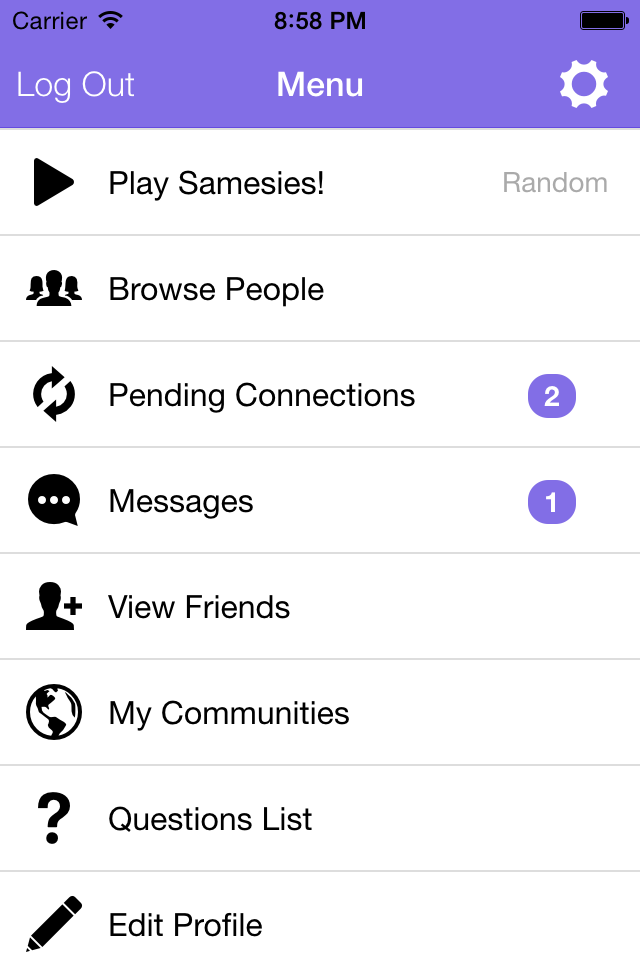 Carrier 8:58 PM
Log Out Menu
Play Samesies! Random
Browse People
Pending Connections 2
Messages 1
View Friends
My Communities
Questions List
Edit Profile